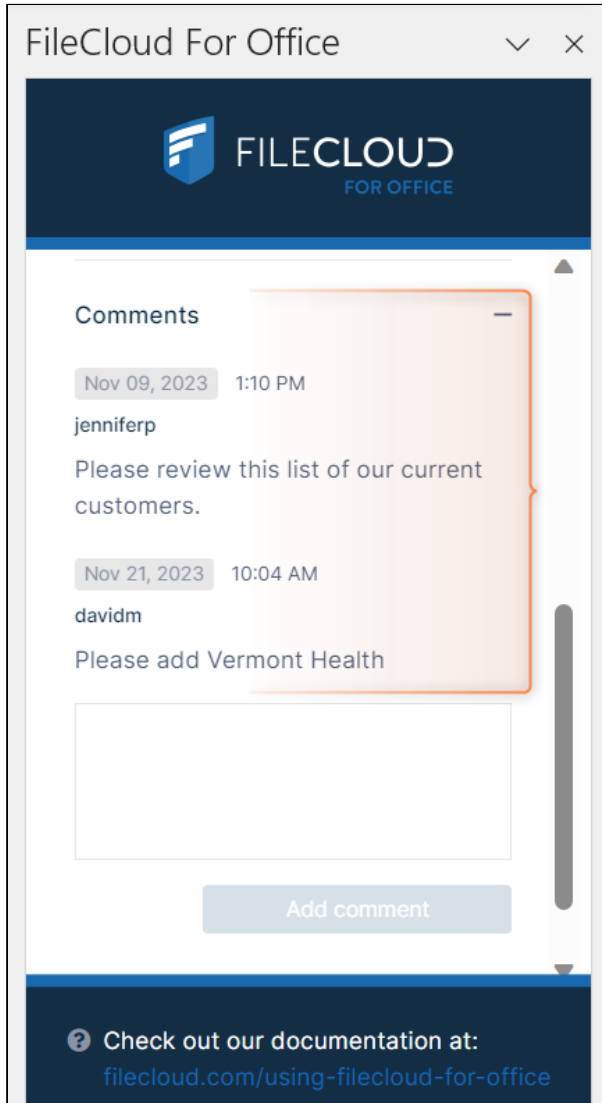 FileCloud For Office
FILECLOUD
FOR OFFICE
Comments
Nov 09, 2023 1:10 PM
jenniferp
Please review this list of our current
customers.
Nov 21, 2023 10:04 AM
davidm
Please add Vermont Health
Add comment
Check out our documentation at:
filecloud.com/using-filecloud-for-office